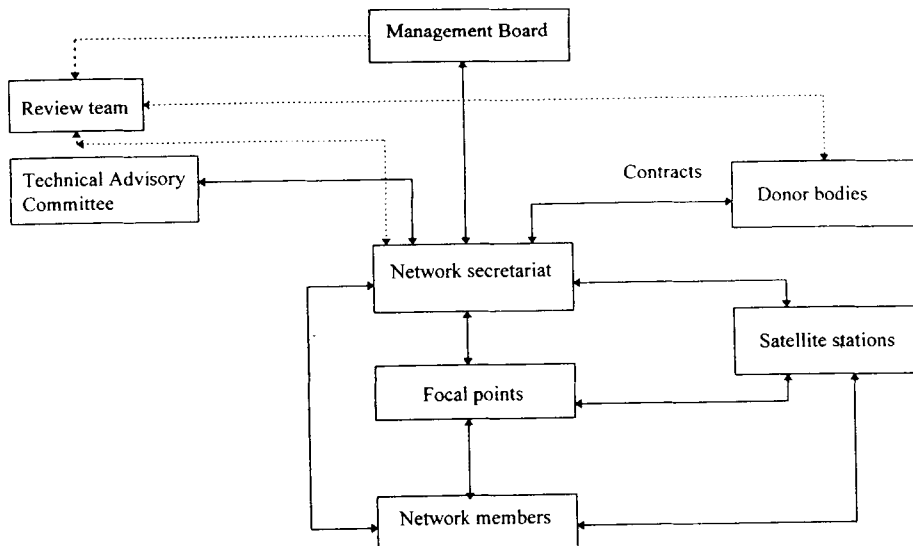 Management Board
Review team
Technical Advisory
Committee
Contracts
Donor bodies
Network secretariat
Satellite stations
Focal points
Network members